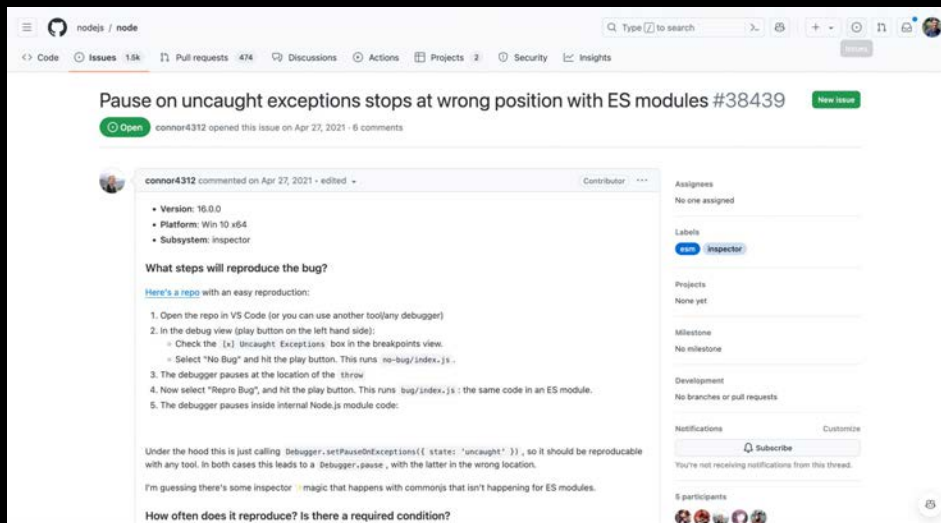 nodejs / node
Type / to search
Issues
Code
Issues 1.5k
Pull requests 474
Discussions
Actions
Projects 2
Security
Insights
Pause on uncaught exceptions stops at wrong position with ES modules #38439
New issue
Open
connor4312 opened this issue on Apr 27, 2021 · 6 comments
connor4312 commented on Apr 27, 2021 · edited
Contributor
• Version: 16.0.0
• Platform: Win 10 x64
• Subsystem: inspector
What steps will reproduce the bug?
Here's a repo with an easy reproduction:
1. Open the repo in VS Code (or you can use another tool/any debugger)
2. In the debug view (play button on the left hand side):
Check the [x] Uncaught Exceptions box in the breakpoints view.
Select "No Bug" and hit the play button. This runs no-bug/index.js.
3. The debugger pauses at the location of the throw
4. Now select "Repro Bug", and hit the play button. This runs bug/index.js: the same code in an ES module.
5. The debugger pauses inside internal Node.js module code:
Under the hood this is just calling Debugger.setPauseOnExceptions({ state: 'uncaught' }), so it should be reproducable
with any tool. In both cases this leads to a Debugger.pause, with the latter in the wrong location.
I'm guessing there's some inspector ✨magic that happens with commonjs that isn't happening for ES modules.
How often does it reproduce? Is there a required condition?
Assignees
No one assigned
Labels
esm inspector
Projects
None yet
Milestone
No milestone
Development
No branches or pull requests
Notifications
Customize
Subscribe
You're not receiving notifications from this thread.
5 participants